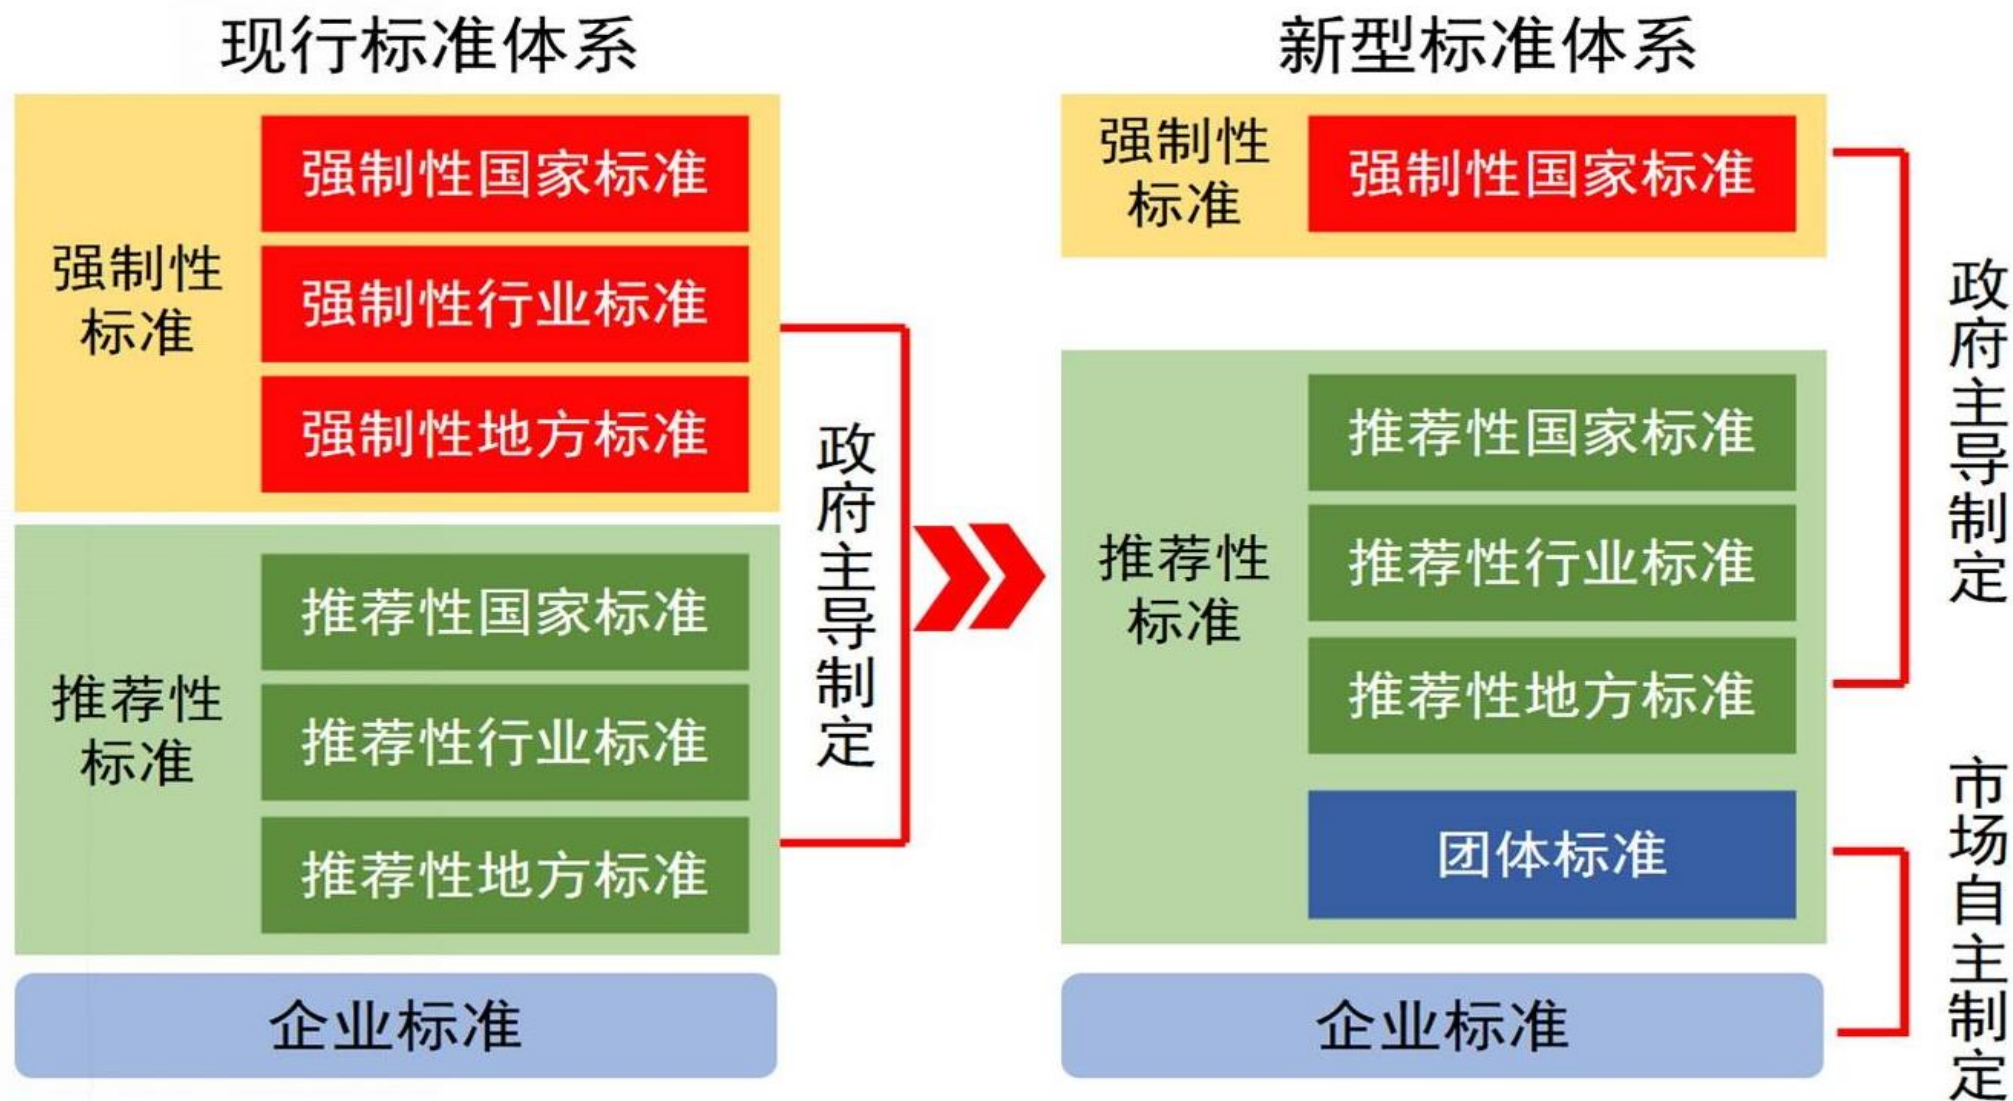 现行标准体系
强制性
标准
强制性国家标准
强制性行业标准
强制性地方标准
推荐性
标准
推荐性国家标准
推荐性行业标准
推荐性地方标准
企业标准
政府主导制定
新型标准体系
强制性
标准
强制性国家标准
推荐性
标准
推荐性国家标准
推荐性行业标准
推荐性地方标准
团体标准
企业标准
政府主导制定
市场自主制定